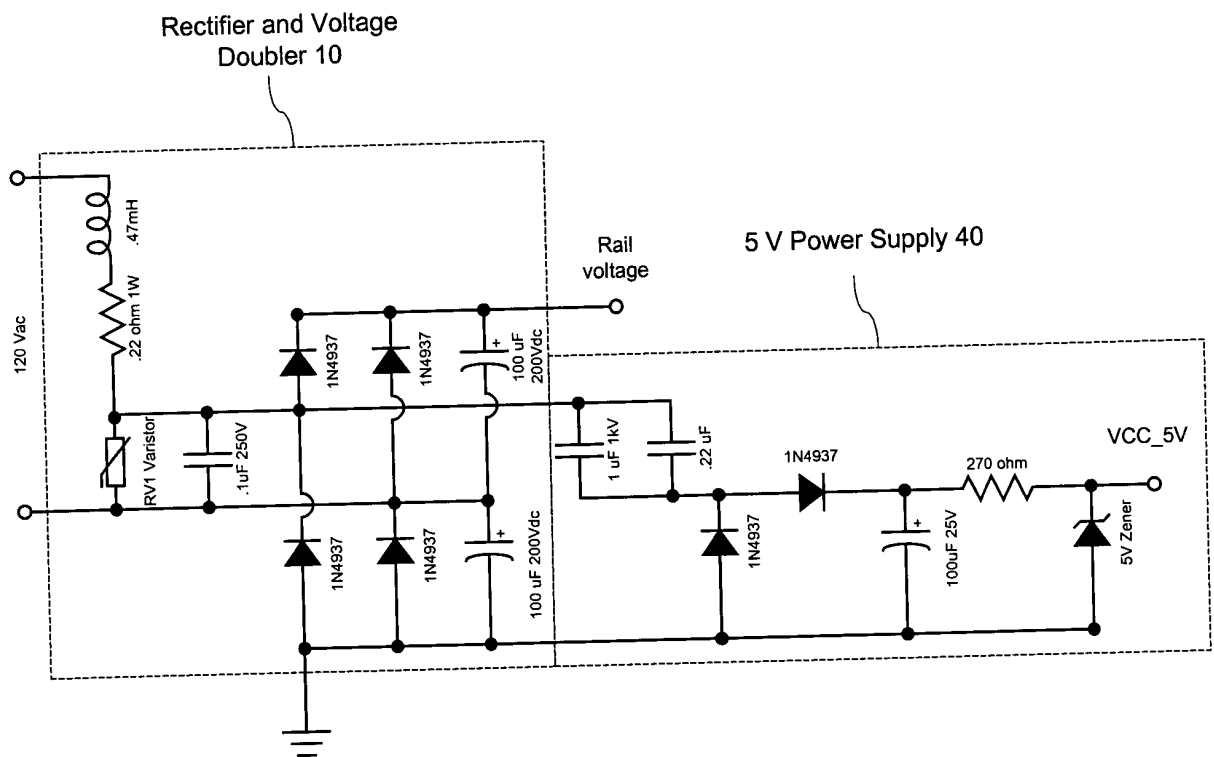 Rectifier and Voltage
Doubler 10
.47mH
.22 ohm 1W
120 Vac
RV1 Varistor
.1uF 250V
1N4937
1N4937
100 uF
200Vdc
Rail
voltage
1N4937
1N4937
100 uF 200Vdc
5 V Power Supply 40
1 uF 1kV
.22 uF
1N4937
1N4937
100uF 25V
270 ohm
VCC_5V
5V Zener
+
+
+